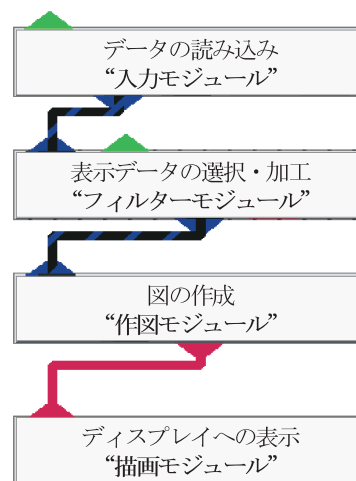 データの読み込み
“入力モジュール”
表示データの選択・加工
“フィルターモジュール”
図の作成
“作図モジュール”
ディスプレイへの表示
“描画モジュール”